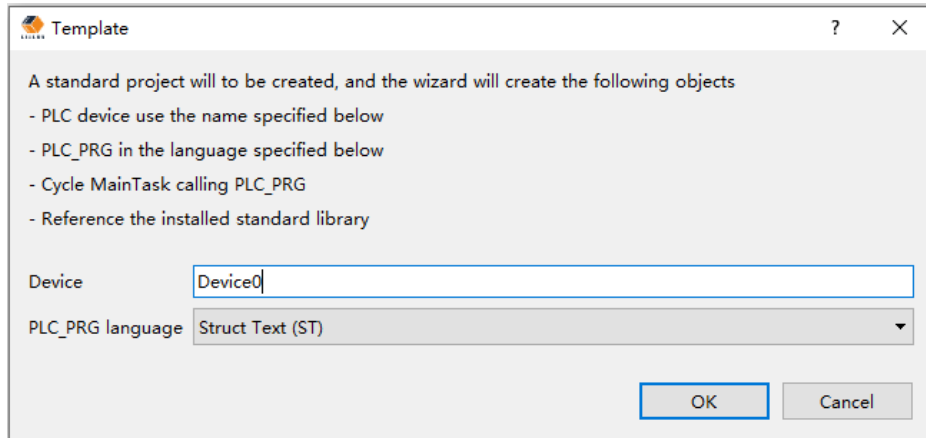 Template
A standard project will to be created, and the wizard will create the following objects
- PLC device use the name specified below
- PLC_PRG in the language specified below
- Cycle MainTask calling PLC_PRG
- Reference the installed standard library
Device Device0
PLC_PRG language Struct Text (ST)
OK Cancel